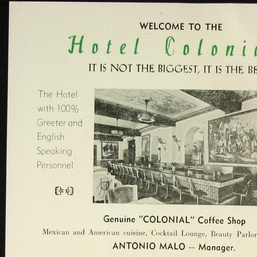 WELCOME TO THE
Hotel Colonia
IT IS NOT THE BIGGEST, IT IS THE BE
The Hotel
with 100%
Greeter and
English
Speaking
Personnel
Genuine "COLONIAL" Coffee Shop
Mexican and American cuisine, Cocktail Lounge, Beauty Parlor
ANTONIO MALO -- Manager.